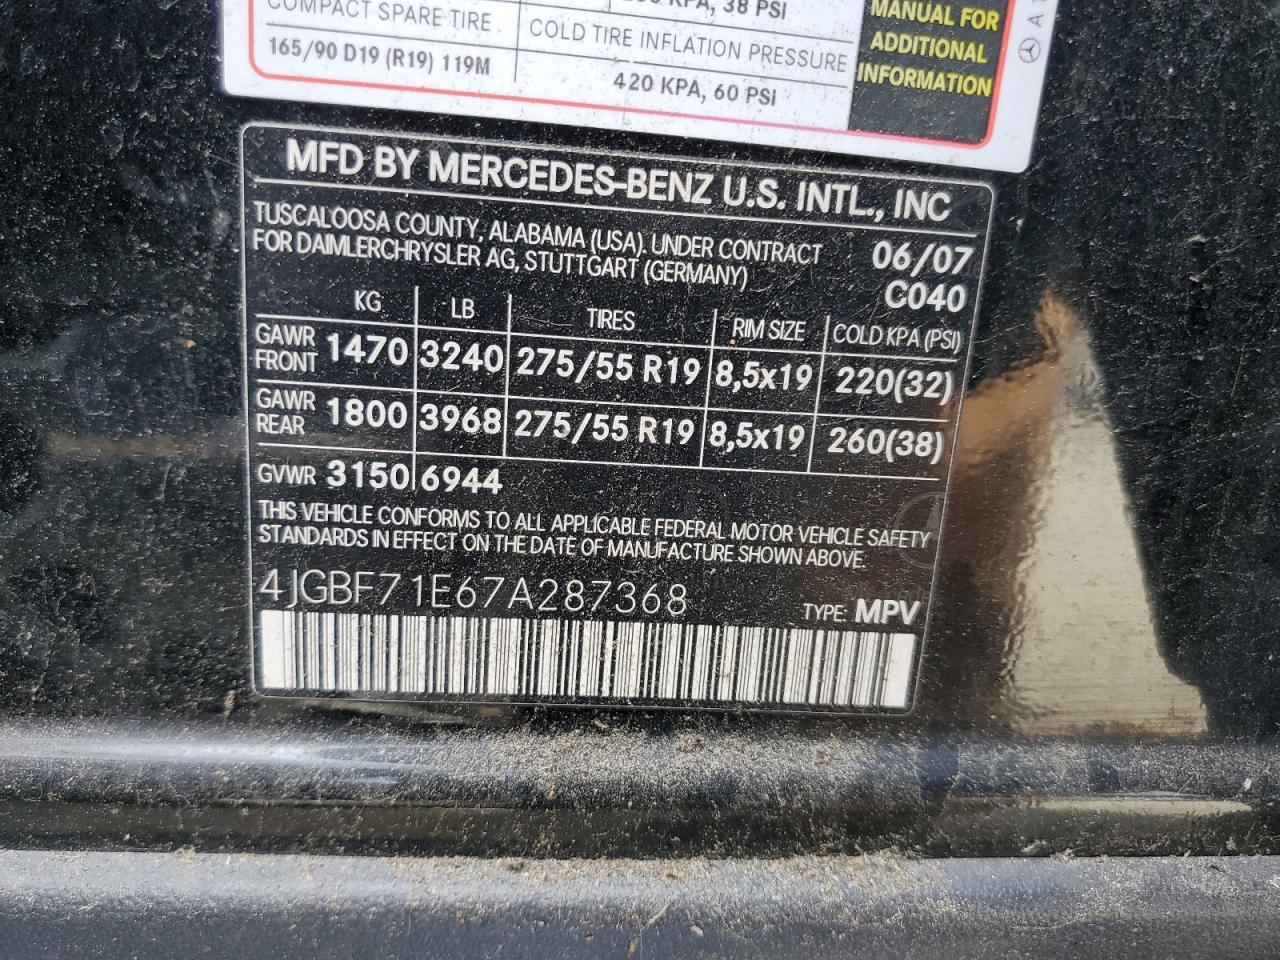 KPA, 38 PSI
COMPACT SPARE TIRE
COLD TIRE INFLATION PRESSURE
165/90 D19 (R19) 119M
420 KPA, 60 PSI
MANUAL FOR
ADDITIONAL
INFORMATION
MFD BY MERCEDES-BENZ U.S. INTL., INC
TUSCALOOSA COUNTY, ALABAMA (USA) UNDER CONTRACT 06/07
FOR DAIMLERCHRYSLER AG, STUTTGART (GERMANY) C040
KG LB TIRES RIM SIZE COLD KPA (PSI)
GAWR FRONT 1470 3240 275/55 R19 8,5x19 220(32)
GAWR REAR 1800 3968 275/55 R19 8,5x19 260(38)
GVWR 3150 6944
THIS VEHICLE CONFORMS TO ALL APPLICABLE FEDERAL MOTOR VEHICLE SAFETY
STANDARDS IN EFFECT ON THE DATE OF MANUFACTURE SHOWN ABOVE.
4JGBF71E67A287368 TYPE: MPV